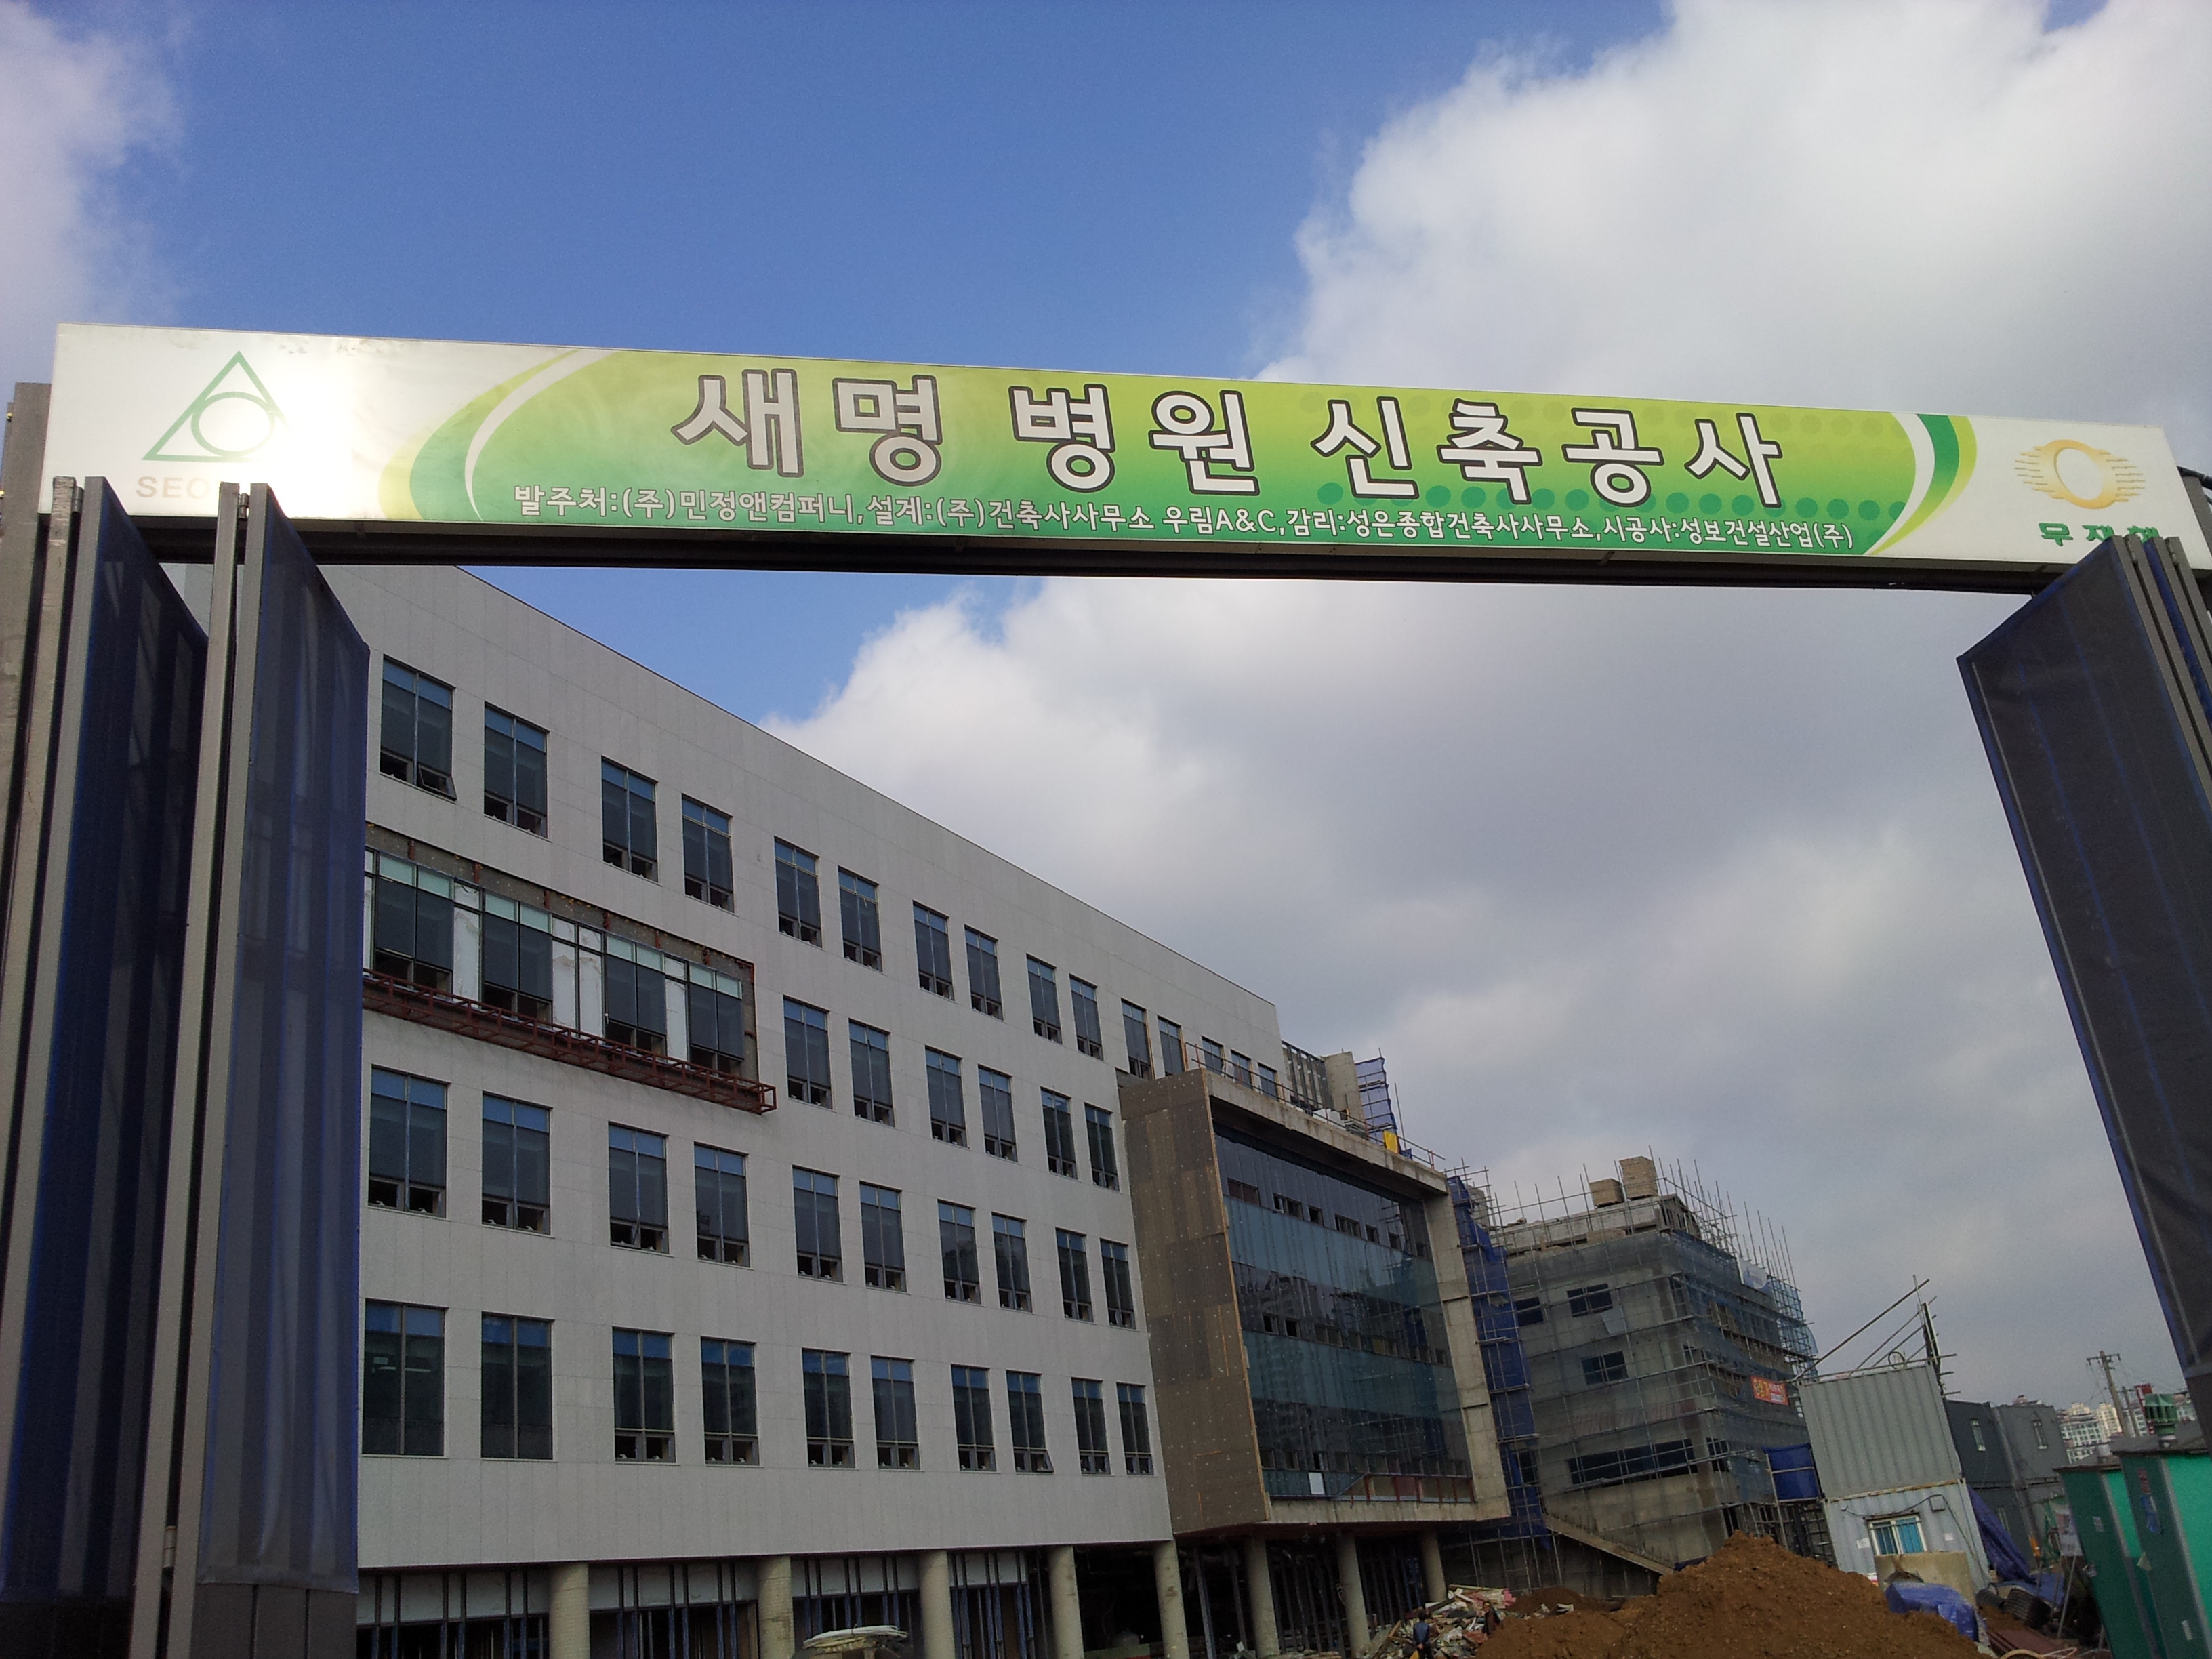 새명 병원 신축공사
발주처:(주)민정앤컴퍼니,설계:(주)건축사사무소 우림A&C,감리:성은종합건축사사무소,시공사:성보건설산업(주)